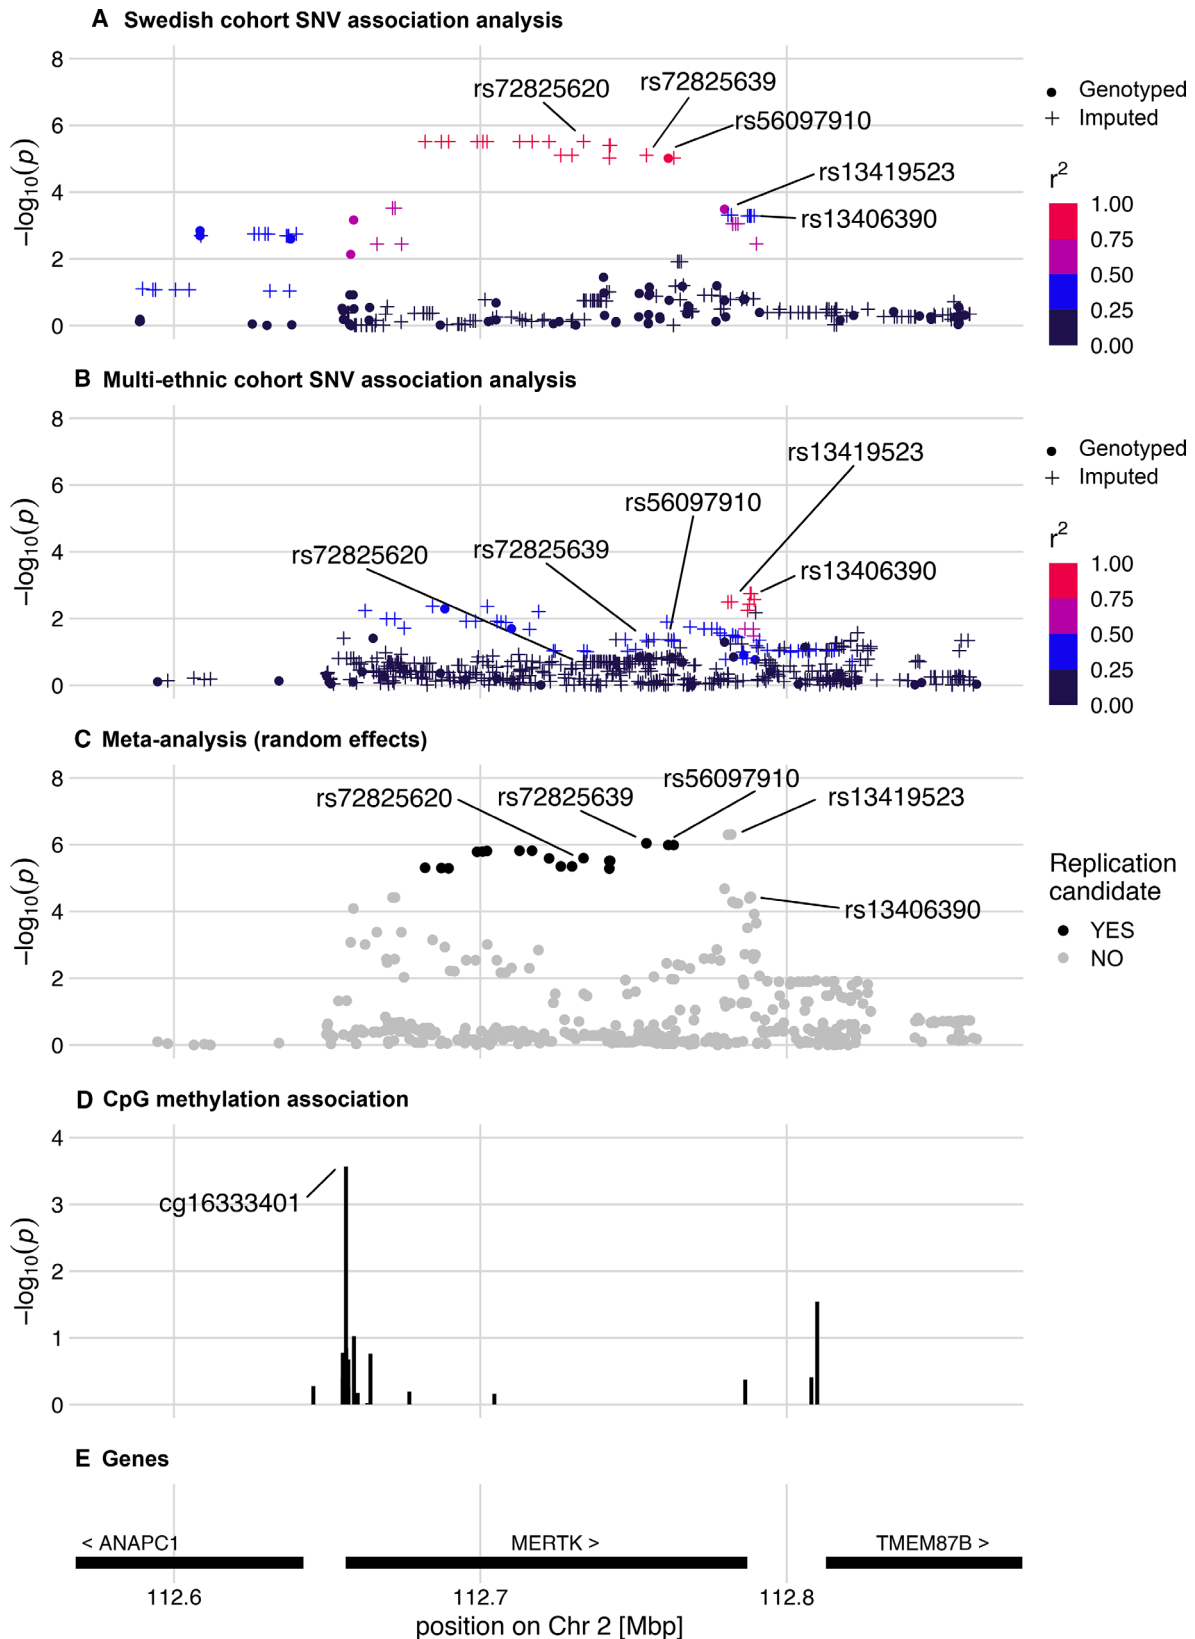 A Swedish cohort SNV association analysis
8
6
4
2
0
−log10(p)
rs72825620
rs72825639
rs56097910
rs13419523
rs13406390
Genotyped
Imputed
r2
1.00
0.75
0.50
0.25
0.00
B Multi-ethnic cohort SNV association analysis
8
6
4
2
0
−log10(p)
rs13419523
rs56097910
rs72825620
rs72825639
rs13406390
Genotyped
Imputed
r2
1.00
0.75
0.50
0.25
0.00
C Meta-analysis (random effects)
8
6
4
2
0
−log10(p)
rs56097910
rs72825620
rs72825639
rs13419523
rs13406390
Replication
candidate
YES
NO
D CpG methylation association
4
3
2
1
0
−log10(p)
cg16333401
E Genes
< ANAPC1
MERTK >
TMEM87B >
112.6
112.7
112.8
position on Chr 2 [Mbp]